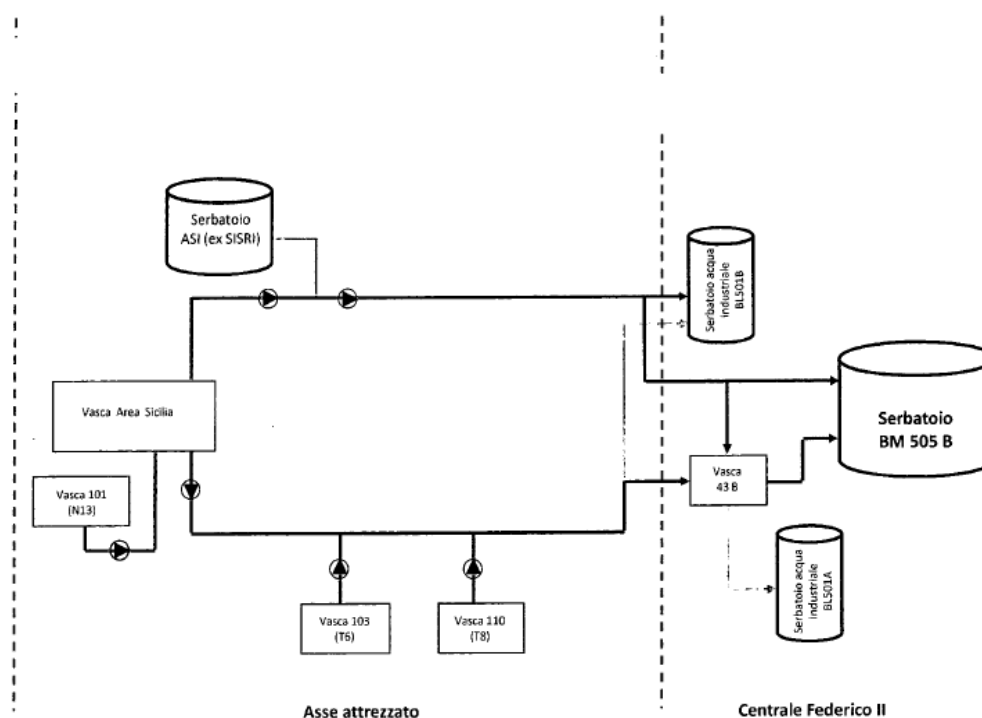 Serbatoio
ASI (ex SISRI)
Serbatoio acqua
industriale
BL501B
Vasca Area Sicilia
Serbatoio
BM 505 B
Vasca
43 B
Vasca 101
(N13)
Serbatoio acqua
industriale
BL501A
Vasca 103
(T6)
Vasca 110
(T8)
Asse attrezzato
Centrale Federico II